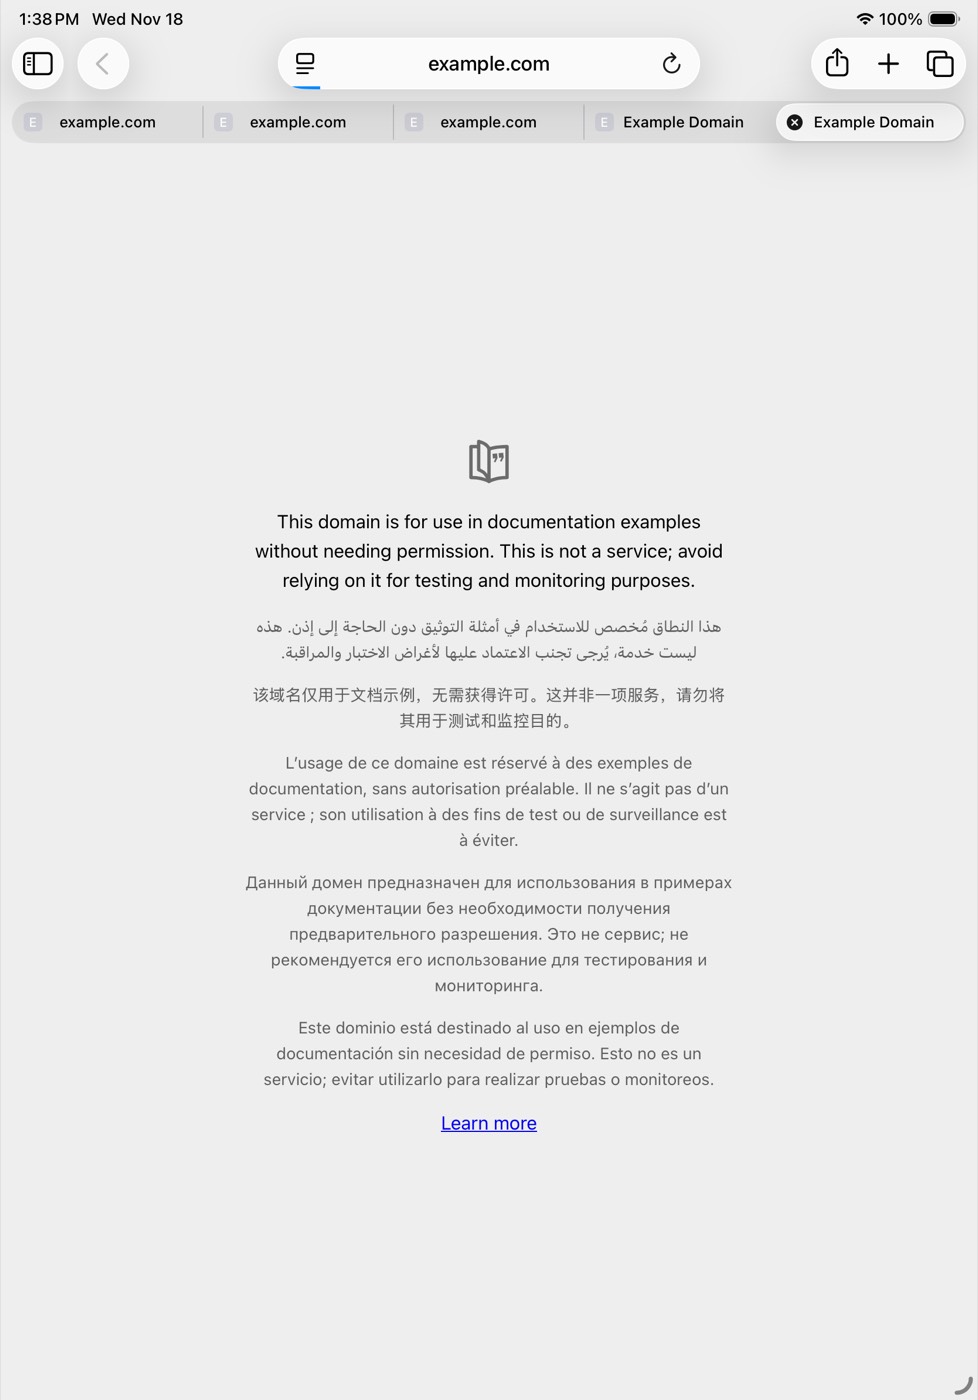 1:38 PM Wed Nov 18
100%
example.com
E example.com
E example.com
E example.com
E Example Domain
Example Domain
This domain is for use in documentation examples
without needing permission. This is not a service; avoid
relying on it for testing and monitoring purposes.
هذا النطاق مُخصص للاستخدام في أمثلة التوثيق دون الحاجة إلى إذن. هذه
ليست خدمة، يُرجى تجنب الاعتماد عليها لأغراض الاختبار والمراقبة.
该域名仅用于文档示例，无需获得许可。这并非一项服务，请勿将
其用于测试和监控目的。
L’usage de ce domaine est réservé à des exemples de
documentation, sans autorisation préalable. Il ne s’agit pas d’un
service ; son utilisation à des fins de test ou de surveillance est
à éviter.
Данный домен предназначен для использования в примерах
документации без необходимости получения
предварительного разрешения. Это не сервис; не
рекомендуется его использование для тестирования и
мониторинга.
Este dominio está destinado al uso en ejemplos de
documentación sin necesidad de permiso. Esto no es un
servicio; evitar utilizarlo para realizar pruebas o monitoreos.
Learn more